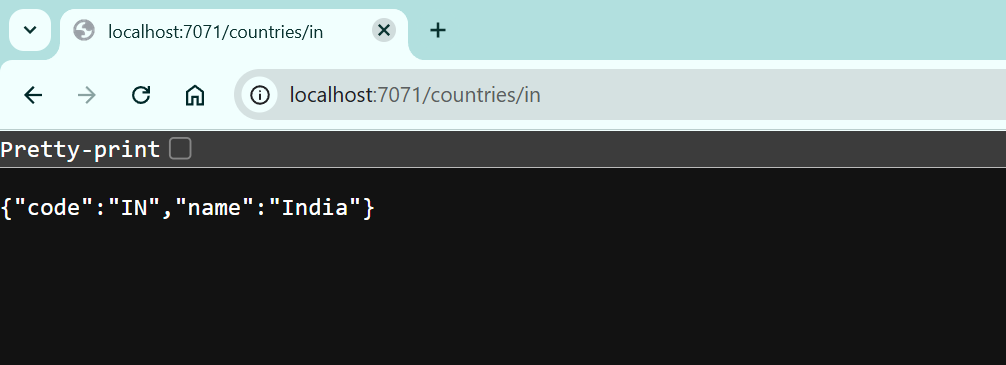 localhost:7071/countries/in
localhost:7071/countries/in
Pretty-print
{"code":"IN","name":"India"}